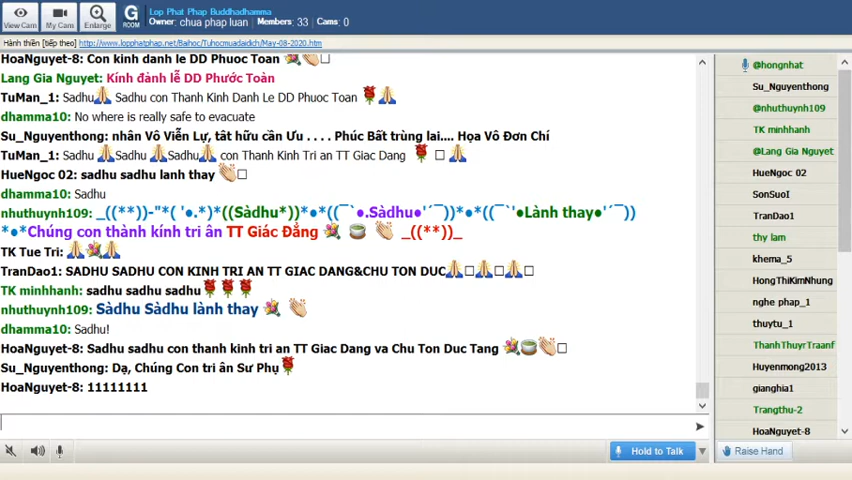 View Cam
My Cam
Enlarge
G
ROOM
Lop Phat Phap Buddhadhamma
Owner: chua phap luan Members: 33 Cams: 0
Hành thiền [tiếp theo] http://www.lopphatphap.net/Baihoc/Tuhocmuadaidich/May-08-2020.htm
HoaNguyet-8: Con kinh danh le DD Phuoc Toan
Lang Gia Nguyet: Kính đảnh lễ DD Phước Toàn
TuMan_1: Sadhu Sadhu con Thanh Kinh Danh Le DD Phuoc Toan
dhamma10: No where is really safe to evacuate
Su_Nguyenthong: nhân Vô Viễn Lự, tât hữu cần Ưu . . . . Phúc Bất trùng lai.... Họa Vô Đơn Chí
TuMan_1: Sadhu Sadhu Sadhu con Thanh Kinh Tri an TT Giac Dang
HueNgoc 02: sadhu sadhu lanh thay
dhamma10: Sadhu
nhuthuynh109: _((**))-"*( '●.*)*((Sàdhu*))*●*((¯`●.Sàdhu●'´¯))*●*((¯`'●Lành thay●'´¯))
*●*Chúng con thành kính tri ân TT Giác Đẳng _((**))_
TK Tue Tri:
TranDao1: SADHU SADHU CON KINH TRI AN TT GIAC DANG&CHU TON DUC
TK minhhanh: sadhu sadhu sadhu
nhuthuynh109: Sàdhu Sàdhu lành thay
dhamma10: Sadhu!
HoaNguyet-8: Sadhu sadhu con thanh kinh tri an TT Giac Dang va Chu Ton Duc Tang
Su_Nguyenthong: Dạ, Chúng Con tri ân Sư Phụ
HoaNguyet-8: 11111111
Hold to Talk
@hongnhat
Su_Nguyenthong
@nhuthuynh109
TK minhhanh
@Lang Gia Nguyet
HueNgoc 02
SonSuoI
TranDao1
thy lam
khema_5
HongThiKimNhung
nghe phap_1
thuytu_1
ThanhThuyrTraanf
Huyenmong2013
gianghia1
Trangthu-2
HoaNguyet-8
Raise Hand